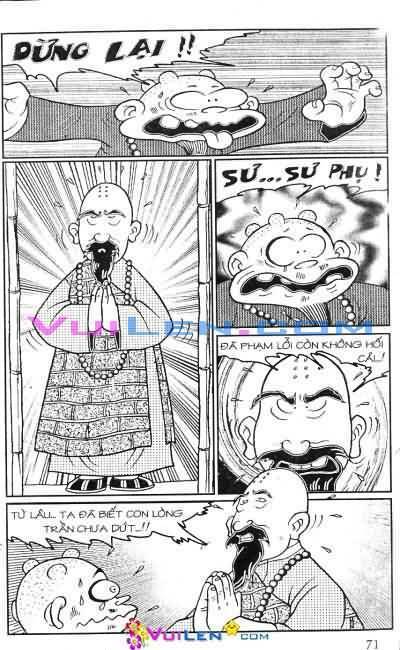 DỪNG LẠI !!
SƯ... SƯ PHỤ !
VuiLen.com
ĐÃ PHẠM LỖI CÒN KHÔNG HỐI
CẢI..!
TỪ LÂU... TA ĐÃ BIẾT CON LÒNG
TRẦN CHƯA DỨT...!!
71
VuiLen.com